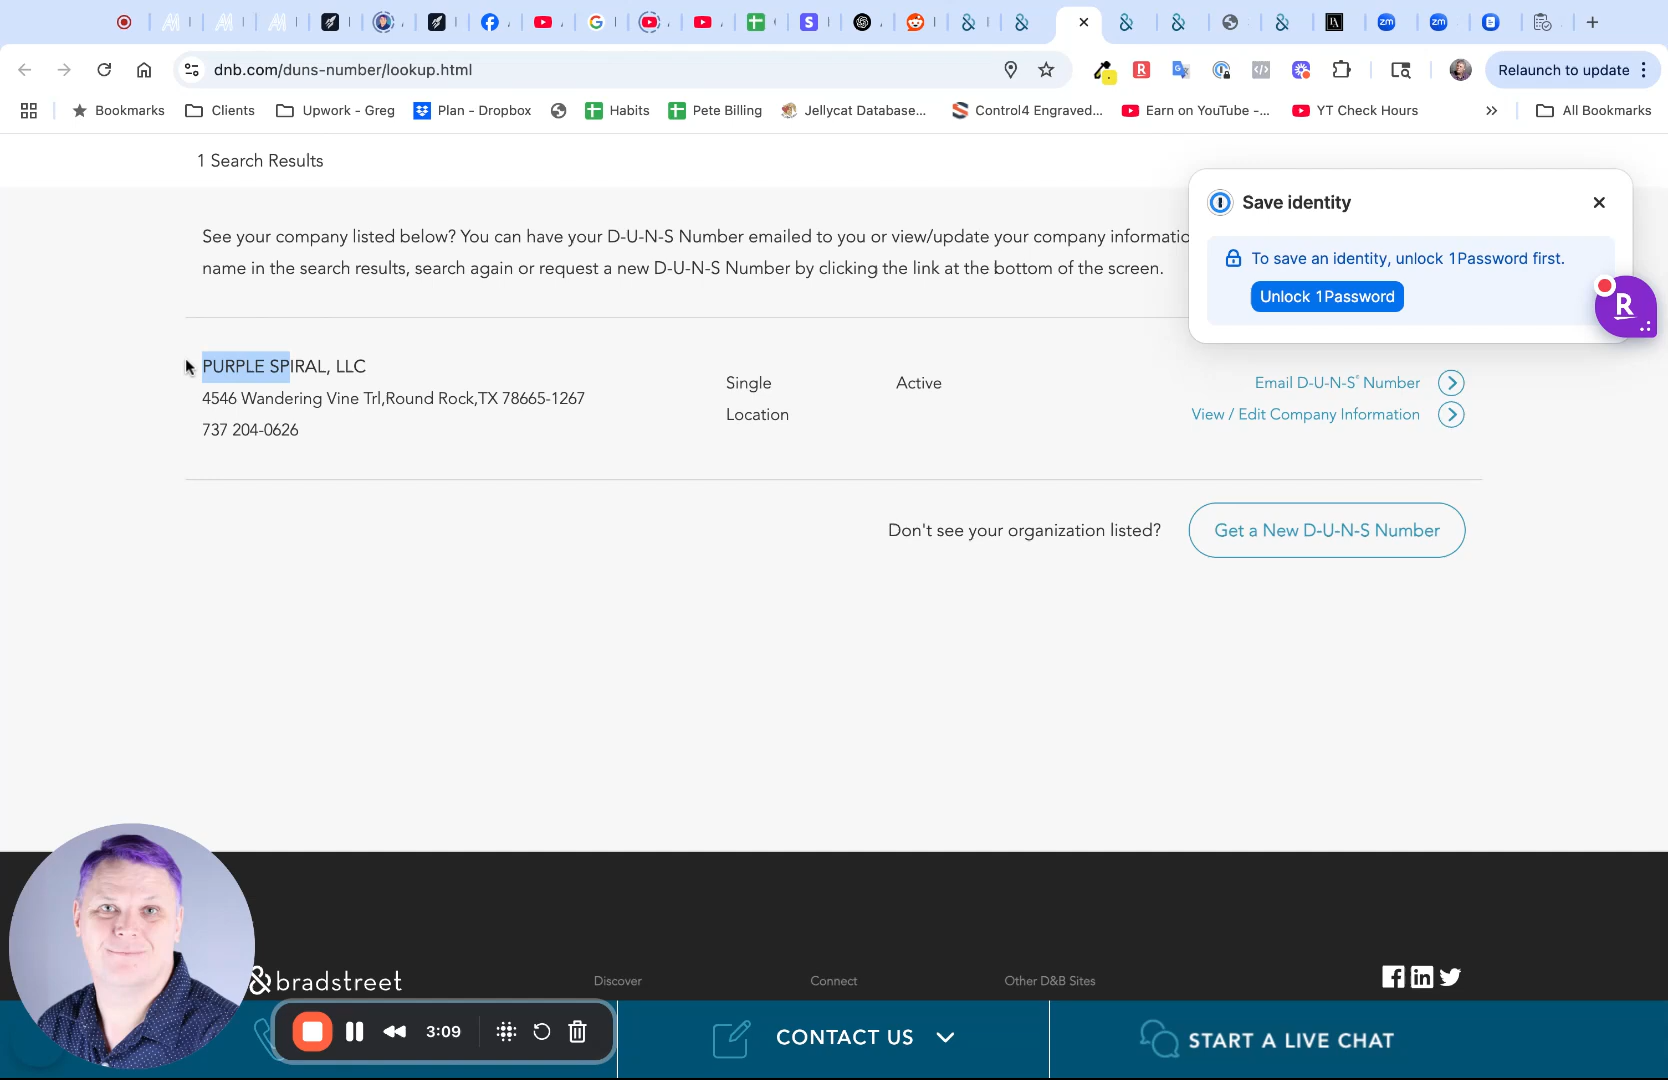 dnb.com/duns-number/lookup.html
Relaunch to update
Bookmarks
Clients
Upwork - Greg
Plan - Dropbox
Habits
Pete Billing
Jellycat Database...
Control4 Engraved...
Earn on YouTube -...
YT Check Hours
All Bookmarks
1 Search Results
Save identity
To save an identity, unlock 1Password first.
Unlock 1Password
See your company listed below? You can have your D-U-N-S Number emailed to you or view/update your company informatio
name in the search results, search again or request a new D-U-N-S Number by clicking the link at the bottom of the screen.
PURPLE SPIRAL, LLC
4546 Wandering Vine Trl,Round Rock,TX 78665-1267
737 204-0626
Single
Location
Active
Email D-U-N-S® Number
View / Edit Company Information
Don't see your organization listed?
Get a New D-U-N-S Number
&bradstreet
Discover
Connect
Other D&B Sites
3:09
CONTACT US
START A LIVE CHAT